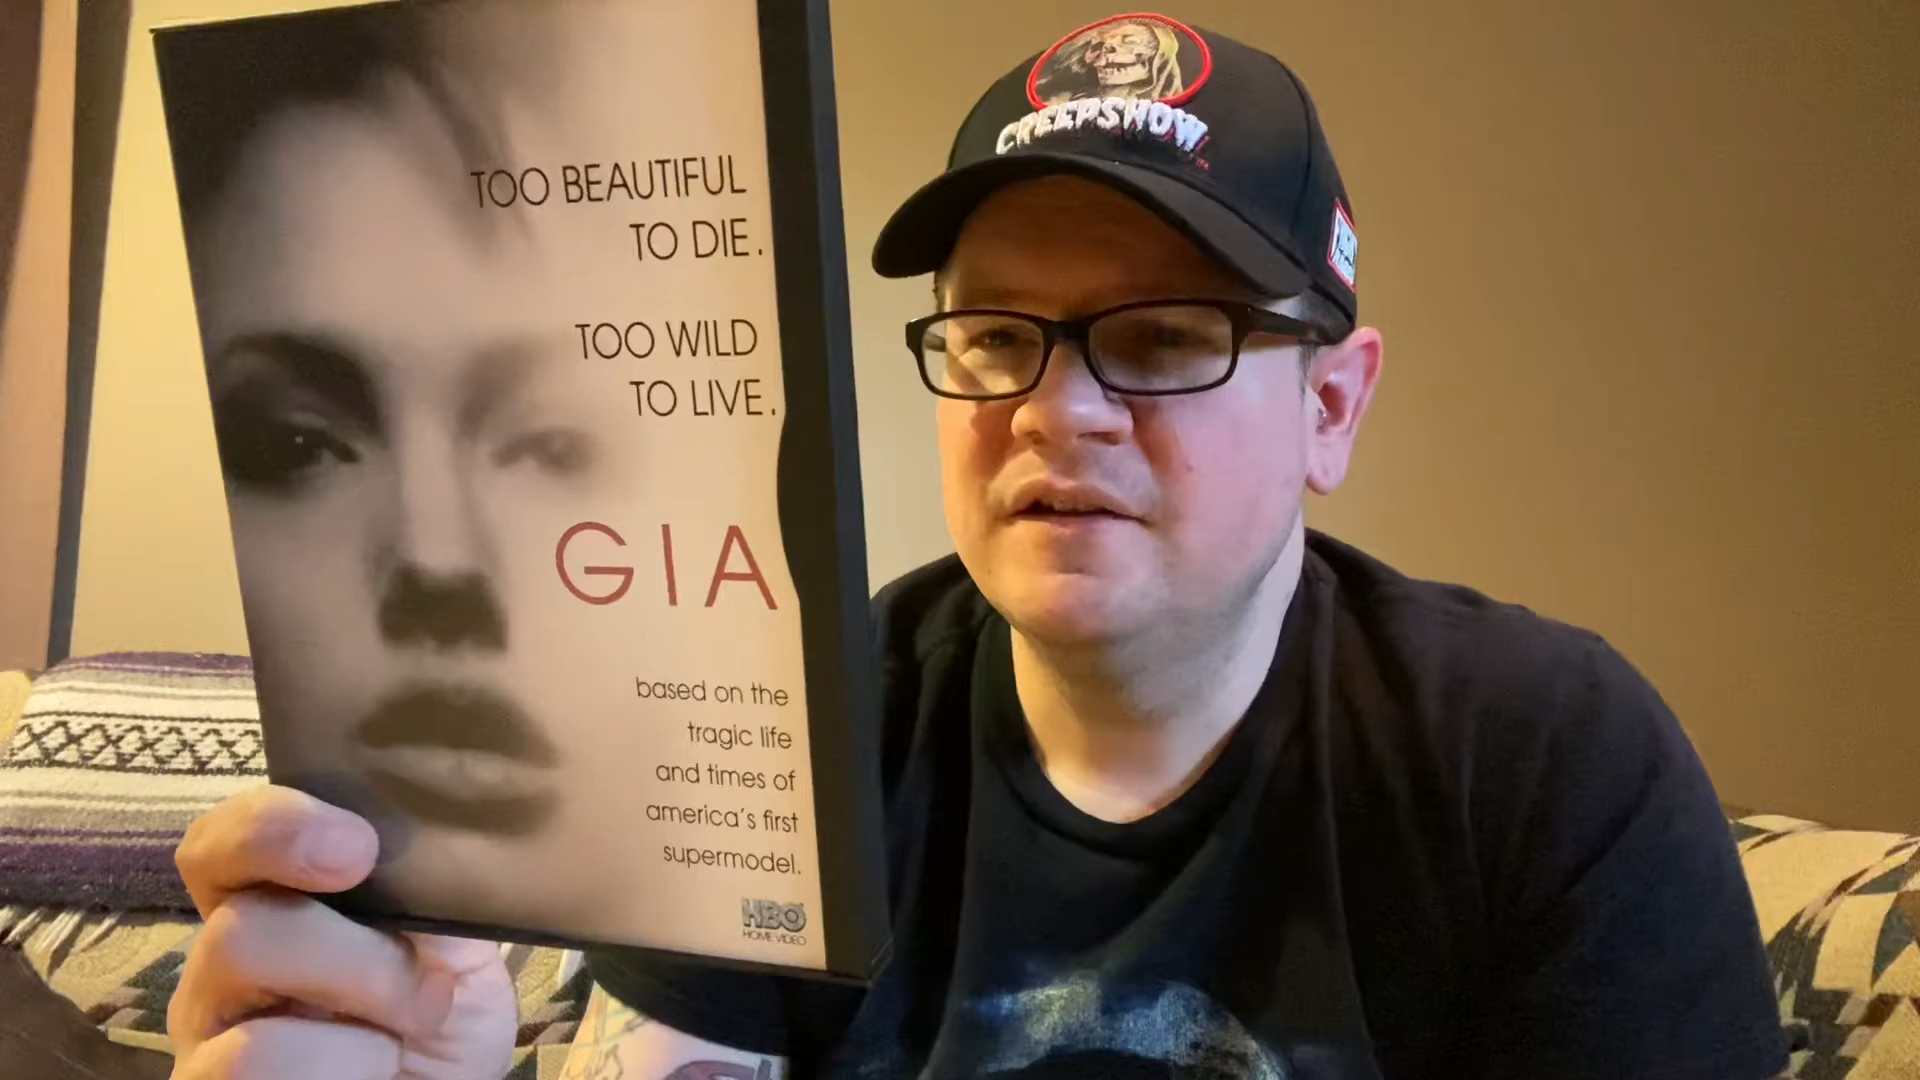 TOO BEAUTIFUL
TO DIE.
TOO WILD
TO LIVE.
GIA
based on the
tragic life
and times of
america's first
supermodel.
HBO
HOME VIDEO
CREEPSHOW